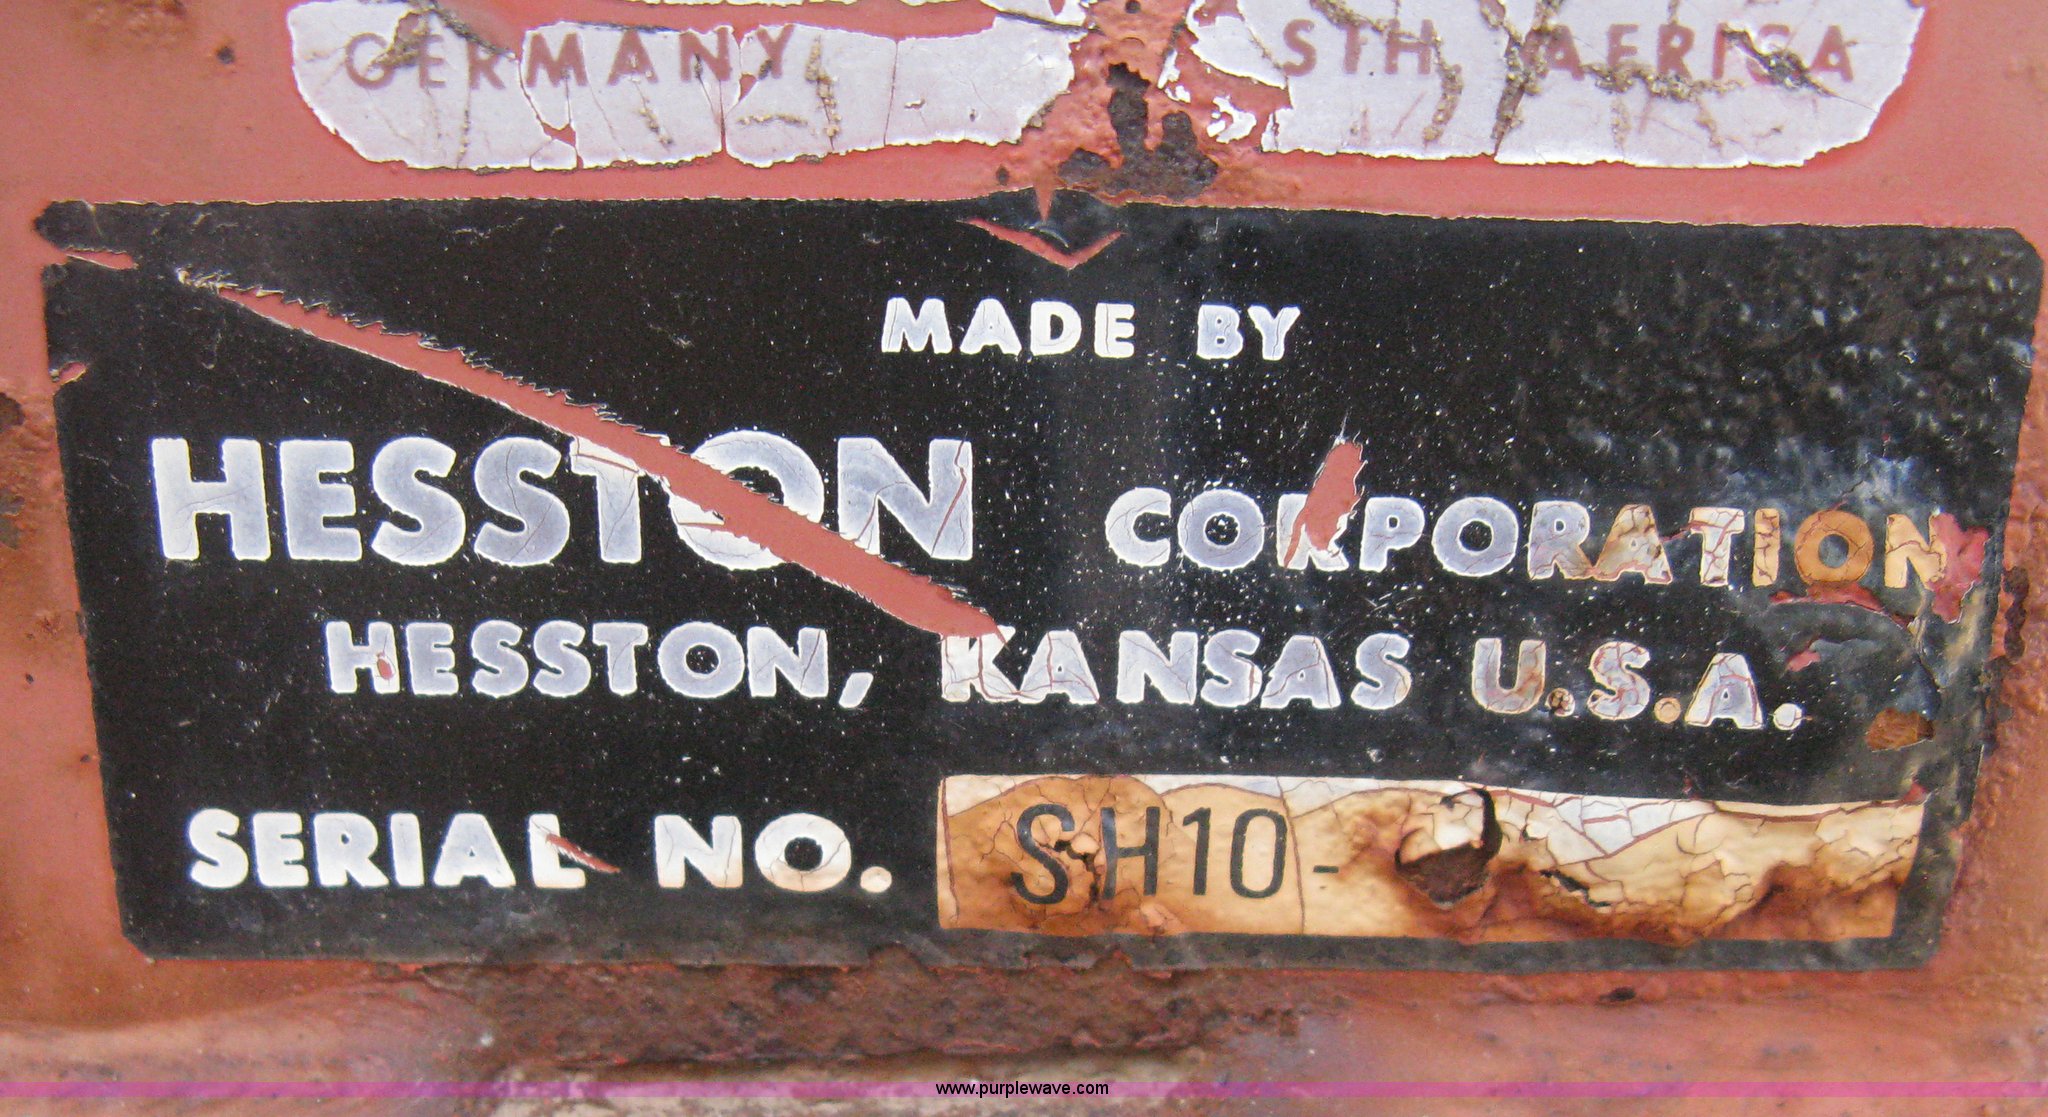 GERMANY STH. AFRICA
MADE BY
HESSTON CORPORATION
HESSTON, KANSAS U.S.A.
SERIAL NO. SH10-
www.purplewave.com